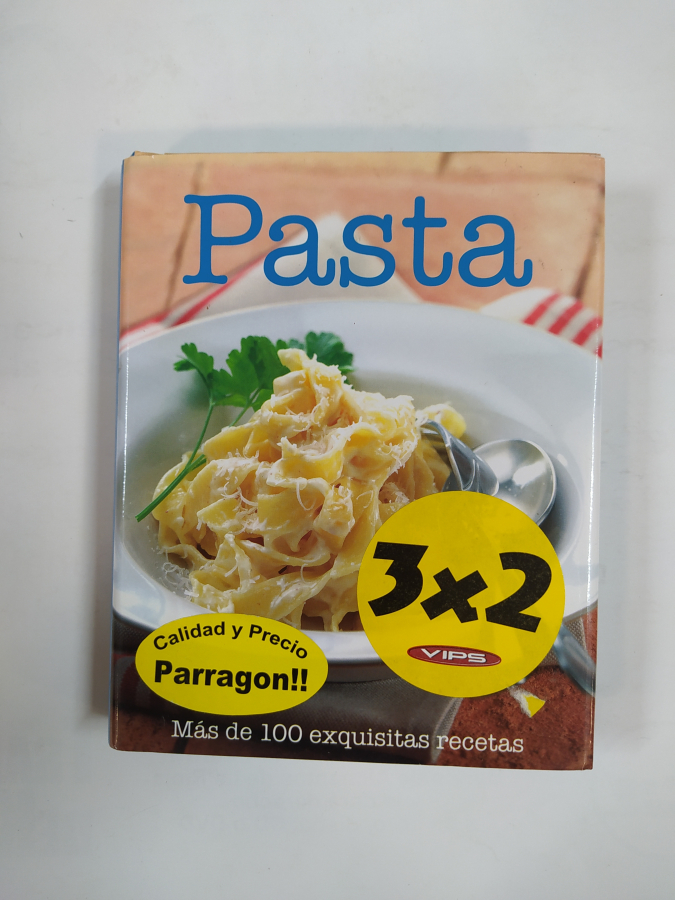 Pasta
3x2
VIPS
Calidad y Precio
Parragon!!
Más de 100 exquisitas recetas